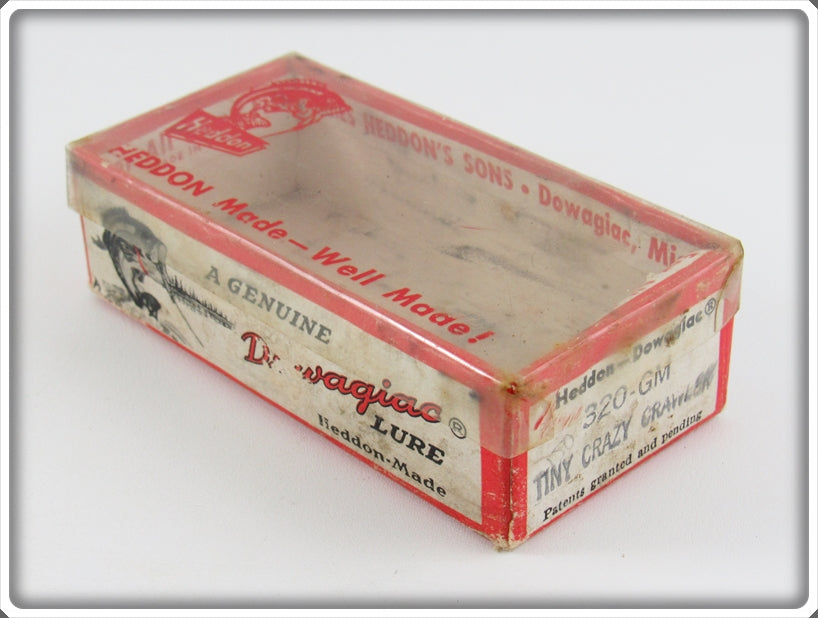 Heddon
HEDDON'S SONS • Dowagiac,
HEDDON Made—Well Made!
A GENUINE
Dowagiac®
LURE
Heddon-Made
Heddon—Dowagiac®
320-GM
TINY CRAZY CRAWLER
Patents granted and pending